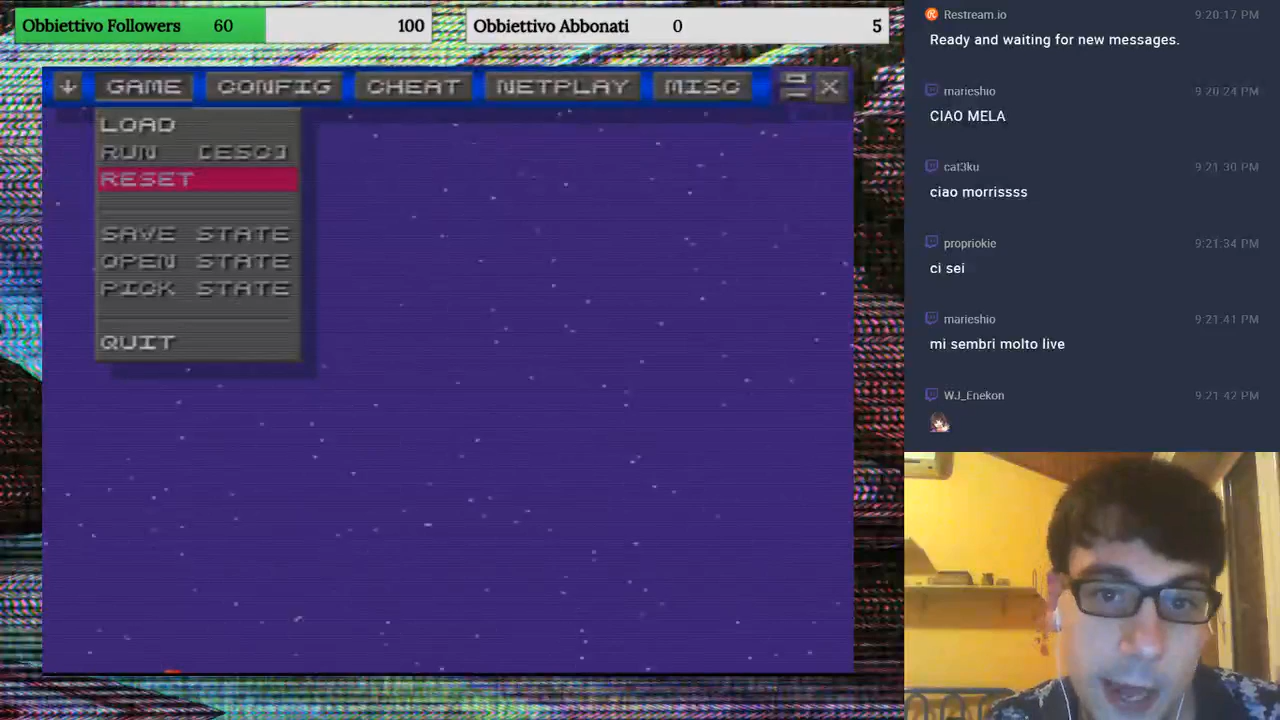 Obbiettivo Followers 60 100
Obbiettivo Abbonati 0 5
GAME CONFIG CHEAT NETPLAY MISC
LOAD
RUN [ESC]
RESET
SAVE STATE
OPEN STATE
PICK STATE
QUIT
Restream.io 9:20:17 PM
Ready and waiting for new messages.
marieshio 9:20:24 PM
CIAO MELA
cat3ku 9:21:30 PM
ciao morrissss
propriokie 9:21:34 PM
ci sei
marieshio 9:21:41 PM
mi sembri molto live
WJ_Enekon 9:21:42 PM